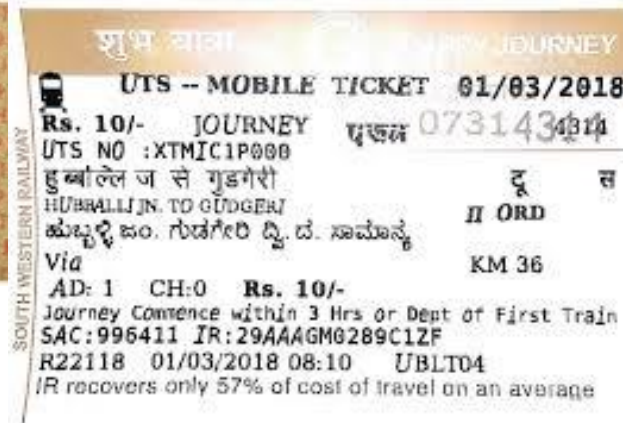 शुभ यात्रा HAPPY JOURNEY
UTS -- MOBILE TICKET 01/03/2018
Rs. 10/- JOURNEY 07314314
UTS NO :XTMIC1P000
हुब्बल्लि ज से गुडगेरी दू स
HUBBALLI JN. TO GUDGERI II ORD
ಹುಬ್ಬಳ್ಳಿ ಜಂ. ಗುಡಗೇರಿ ದ್ವಿ.ದ. ಸಾಮಾನ್ಯ
Via KM 36
AD: 1 CH:0 Rs. 10/-
Journey Commence within 3 Hrs or Dept of First Train
SAC:996411 IR:29AAAGM0289C1ZF
R22118 01/03/2018 08:10 UBLT04
IR recovers only 57% of cost of travel on an average
SOUTH WESTERN RAILWAY